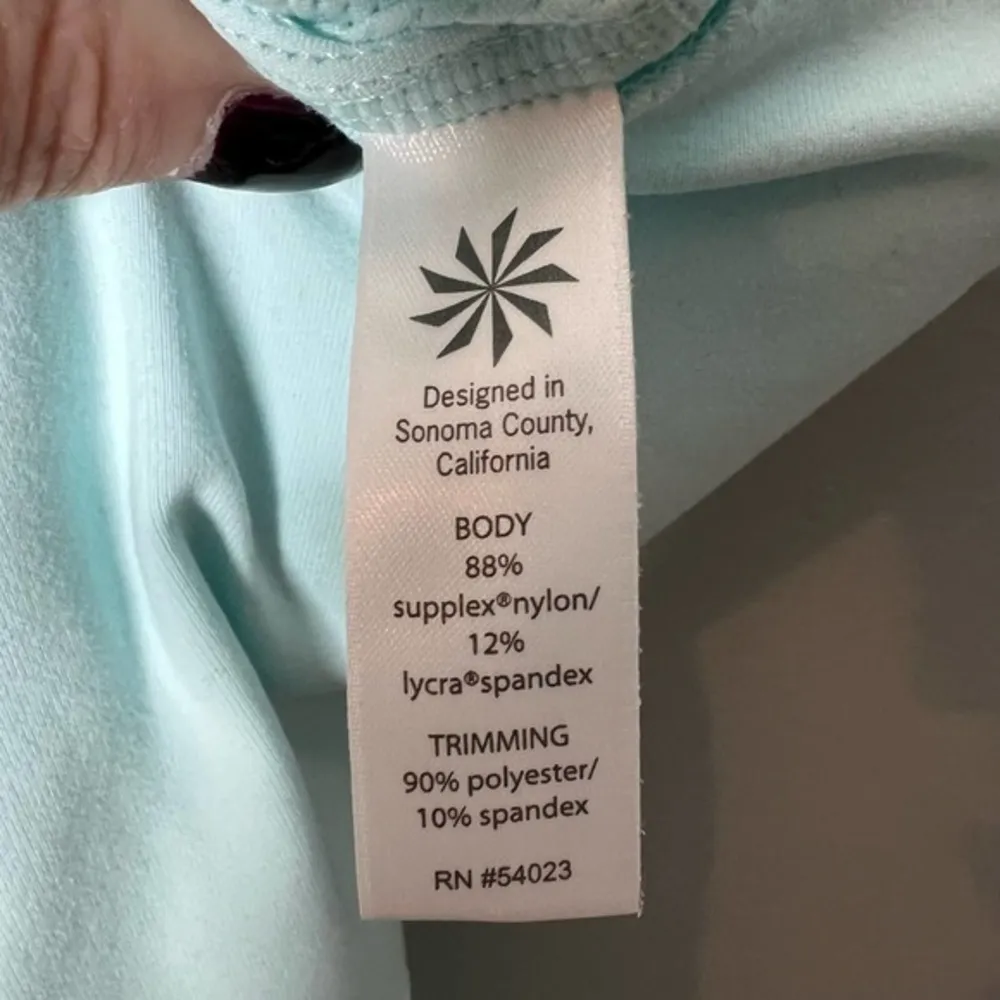 Designed in
Sonoma County,
California
BODY
88%
supplex®nylon/
12%
lycra®spandex
TRIMMING
90% polyester/
10% spandex
RN #54023